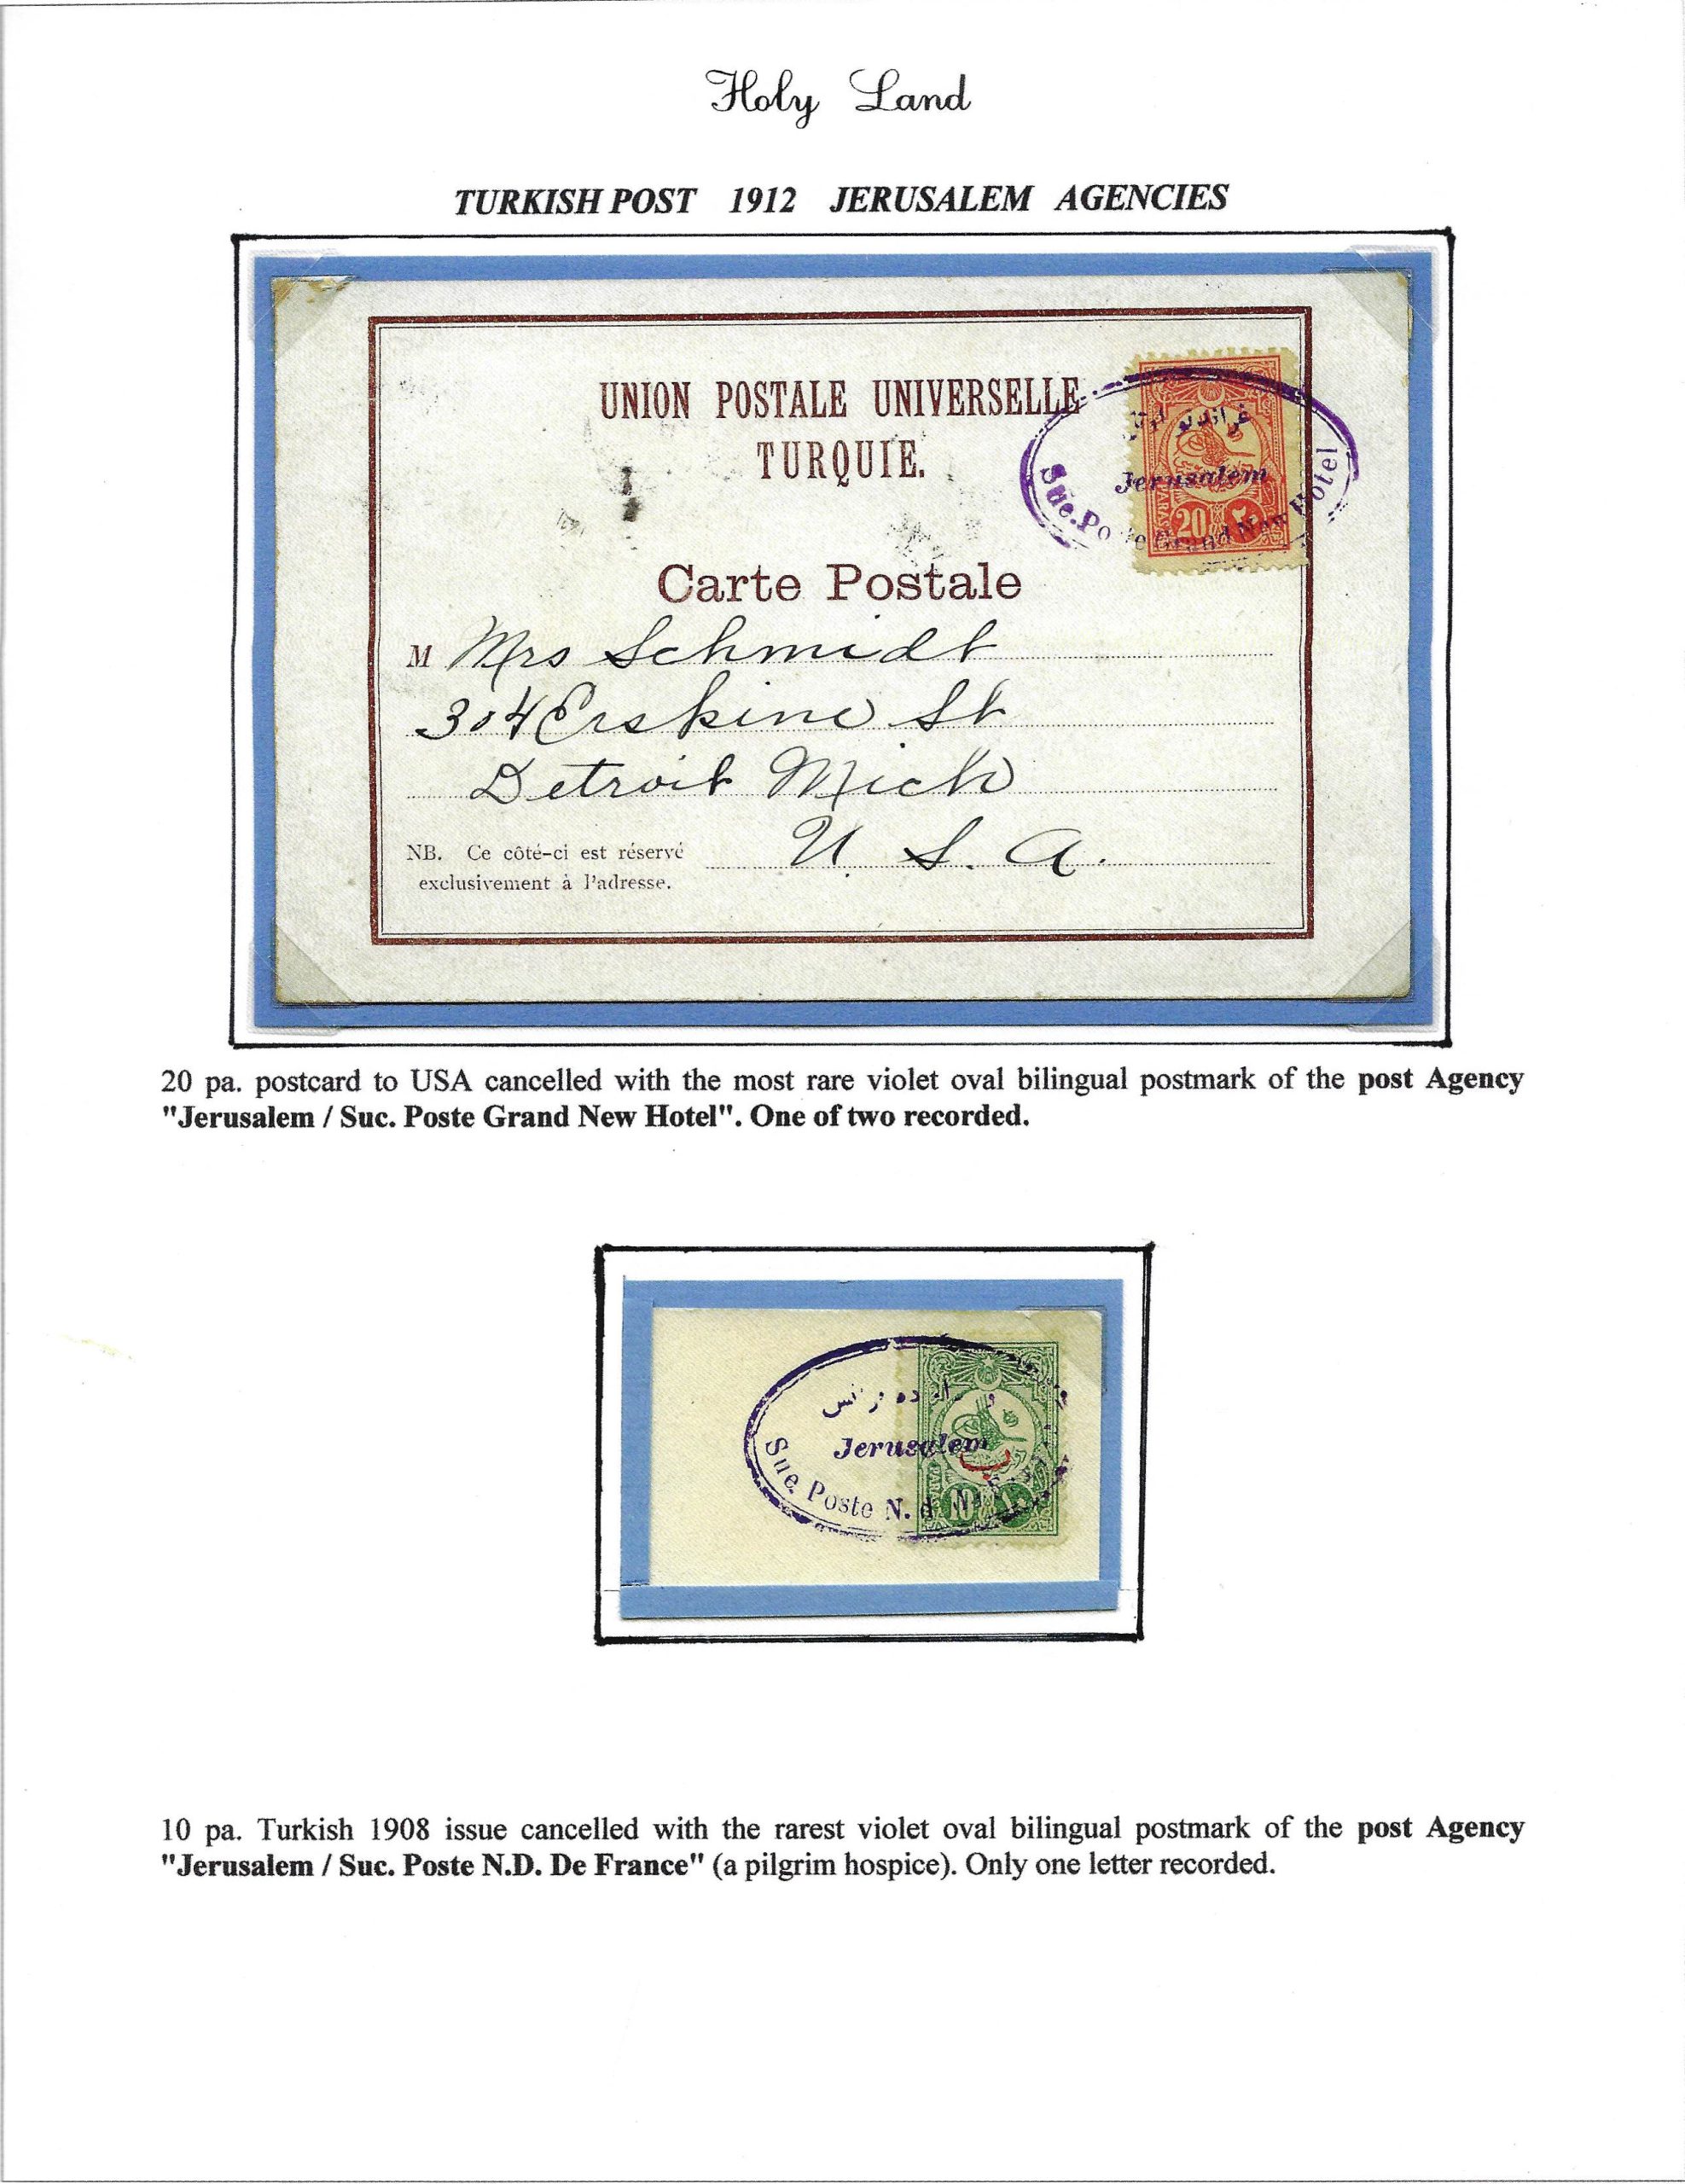 Holy Land
TURKISH POST 1912 JERUSALEM AGENCIES
UNION POSTALE UNIVERSELLE
TURQUIE.
20
Jerusalem
Suc. Poste Grand New Hotel
Carte Postale
M Mrs Schmidt
304 Erskine St
Detroit Mich
U. S. A.
NB. Ce côté-ci est réservé
exclusivement à l'adresse.
20 pa. postcard to USA cancelled with the most rare violet oval bilingual postmark of the post Agency
"Jerusalem / Suc. Poste Grand New Hotel". One of two recorded.
Jerusalem
Suc. Poste N. d.
10
10 pa. Turkish 1908 issue cancelled with the rarest violet oval bilingual postmark of the post Agency
"Jerusalem / Suc. Poste N.D. De France" (a pilgrim hospice). Only one letter recorded.